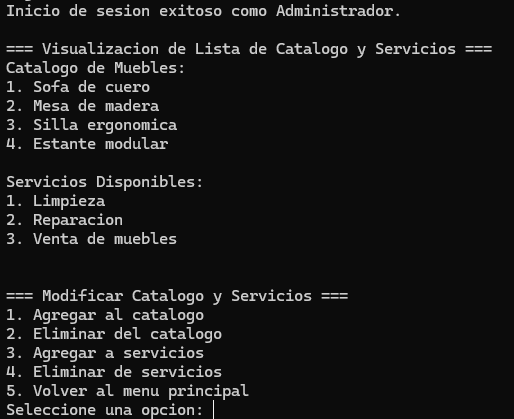 Inicio de sesion exitoso como Administrador.
=== Visualizacion de Lista de Catalogo y Servicios ===
Catalogo de Muebles:
1. Sofa de cuero
2. Mesa de madera
3. Silla ergonomica
4. Estante modular
Servicios Disponibles:
1. Limpieza
2. Reparacion
3. Venta de muebles
=== Modificar Catalogo y Servicios ===
1. Agregar al catalogo
2. Eliminar del catalogo
3. Agregar a servicios
4. Eliminar de servicios
5. Volver al menu principal
Seleccione una opcion: